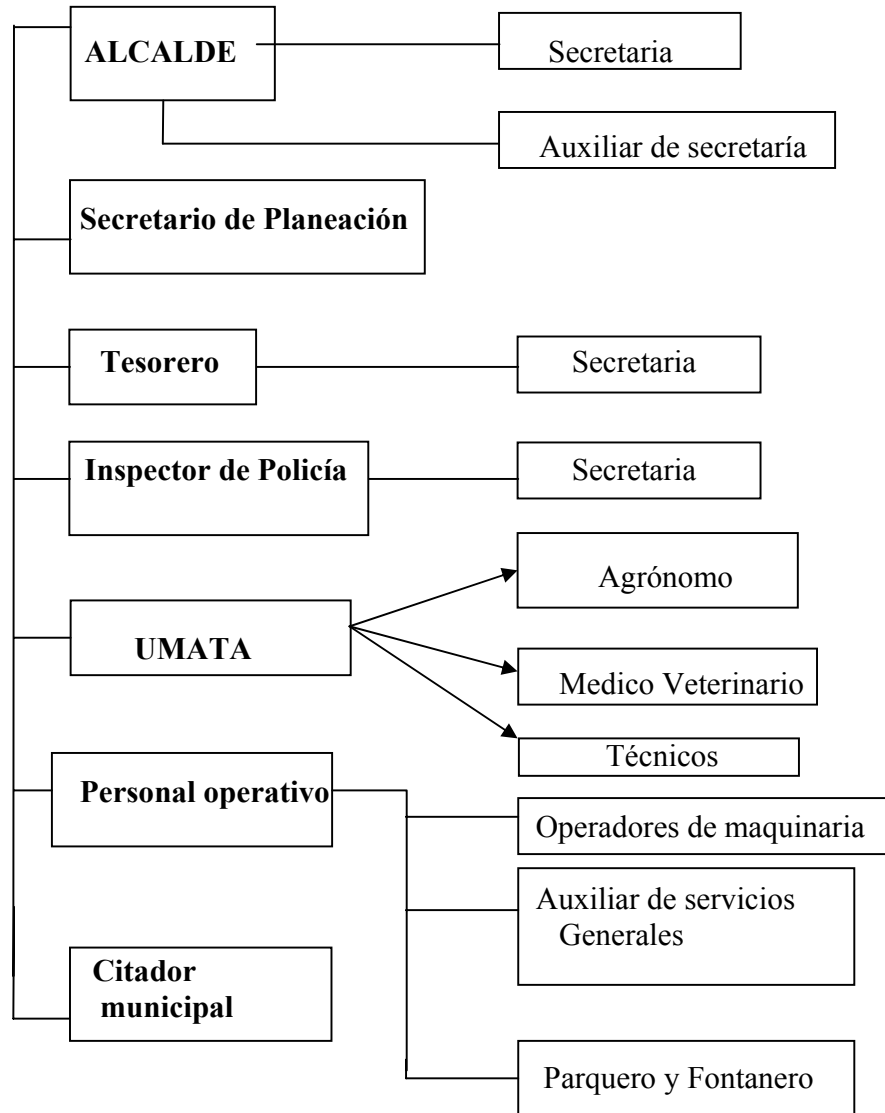 ALCALDE
Secretaria
Auxiliar de secretaría
Secretario de Planeación
Tesorero
Secretaria
Inspector de Policía
Secretaria
UMATA
Agrónomo
Medico Veterinario
Técnicos
Personal operativo
Operadores de maquinaria
Auxiliar de servicios
Generales
Citador
municipal
Parquero y Fontanero